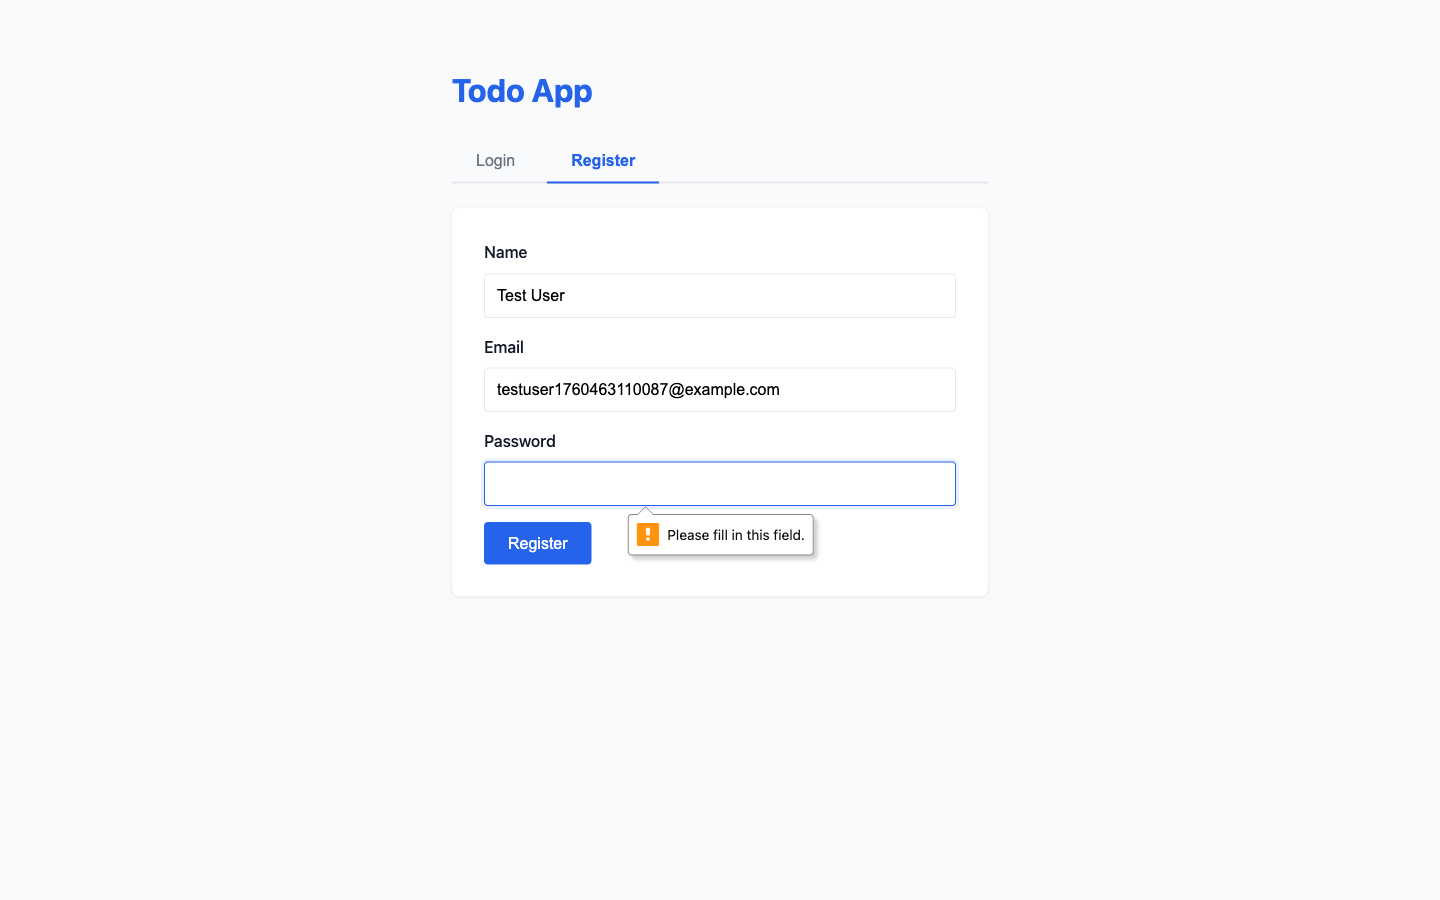 Todo App
Login Register
Name
Test User
Email
testuser1760463110087@example.com
Password
Please fill in this field.
Register